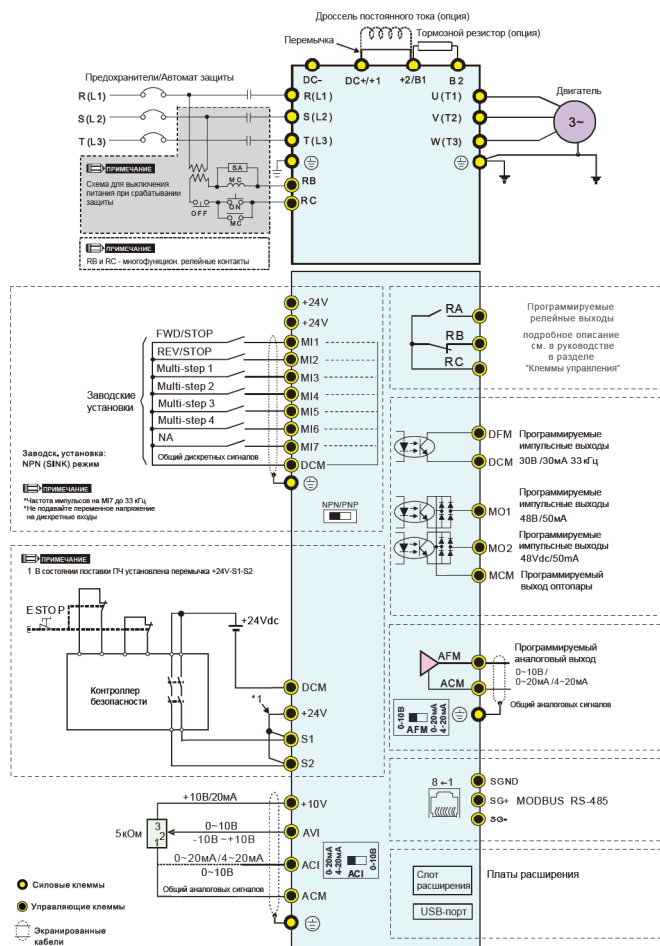 Дроссель постоянного тока (опция)
Тормозной резистор (опция)
Перемычка
DC- DC+/+1 +2/B1 B2
Предохранители/Автомат защиты
Двигатель
R(L1) R(L1) U(T1)
S(L2) S(L2) V(T2) 3~
T(L3) T(L3) W(T3)
ПРИМЕЧАНИЕ
Схема для выключения
питания при срабатывании
защиты
SA
MC
RB
ON
OFF
MC
RC
ПРИМЕЧАНИЕ
RB и RC - многофункцион. релейные контакты
+24V
+24V
FWD/STOP MI1
REV/STOP MI2
Multi-step 1 MI3
Multi-step 2 MI4
Multi-step 3 MI5
Multi-step 4 MI6
NA MI7
Общий дискретных сигналов DCM
Заводские
установки
Заводск. установка:
NPN (SINK) режим
ПРИМЕЧАНИЕ
*Частота импульсов на MI7 до 33 кГц
*Не подавайте переменное напряжение
на дискретные входы
NPN/PNP
RA
RB
RC
Программируемые
релейные выходы
подробное описание
см. в руководстве
в разделе
"Клеммы управления"
DFM Программируемые
импульсные выходы
DCM 30В/30мА 33кГц
MO1 Программируемые
импульсные выходы
48В/50мА
MO2 Программируемые
импульсные выходы
48Vdc/50mA
MCM Программируемый
выход оптопары
ПРИМЕЧАНИЕ
1 В состоянии поставки ПЧ установлена перемычка +24V-S1-S2
ESTOP
+24Vdc
Контроллер
безопасности
DCM
*1
+24V
S1
S2
AFM
ACM
Программируемый
аналоговый выход
0~10В/
0~20мА/4~20мА
Общий аналоговых сигналов
0-10В
AFM
0-20мА
4-20мА
8←1
SGND
SG+ MODBUS RS-485
SG-
+10В/20мА +10V
5кОм
3
2
1
0~10В AVI
-10В~+10В
0~20мА/4~20мА ACI
0~10В
Общий аналоговых сигналов ACM
0-20мА
4-20мА
ACI
0-10В
Слот
расширения
USB-порт
Платы расширения
Силовые клеммы
Управляющие клеммы
Экранированные
кабели